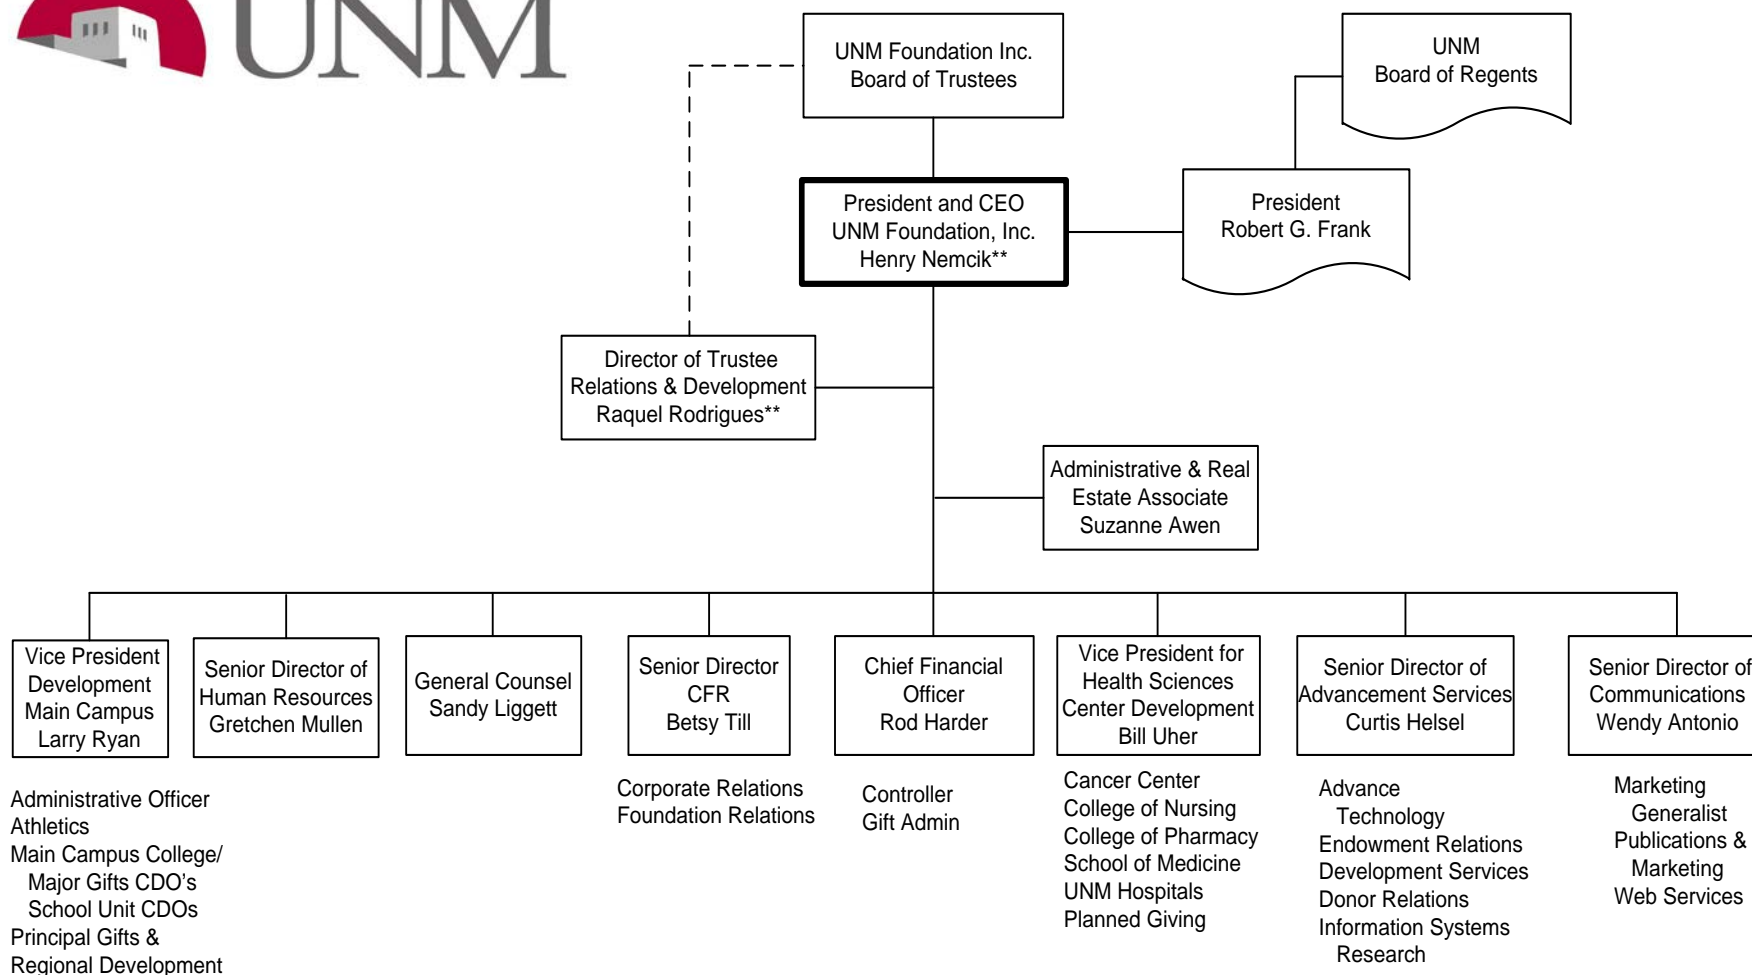 UNM
UNM Foundation Inc.
Board of Trustees
UNM
Board of Regents
President and CEO
UNM Foundation, Inc.
Henry Nemcik**
President
Robert G. Frank
Director of Trustee
Relations & Development
Raquel Rodrigues**
Administrative & Real
Estate Associate
Suzanne Awen
Vice President
Development
Main Campus
Larry Ryan
Administrative Officer
Athletics
Main Campus College/
Major Gifts CDO's
School Unit CDOs
Principal Gifts &
Regional Development
Senior Director of
Human Resources
Gretchen Mullen
General Counsel
Sandy Liggett
Senior Director
CFR
Betsy Till
Corporate Relations
Foundation Relations
Chief Financial
Officer
Rod Harder
Controller
Gift Admin
Vice President for
Health Sciences
Center Development
Bill Uher
Cancer Center
College of Nursing
College of Pharmacy
School of Medicine
UNM Hospitals
Planned Giving
Senior Director of
Advancement Services
Curtis Helsel
Advance
Technology
Endowment Relations
Development Services
Donor Relations
Information Systems
Research
Senior Director of
Communications
Wendy Antonio
Marketing
Generalist
Publications &
Marketing
Web Services